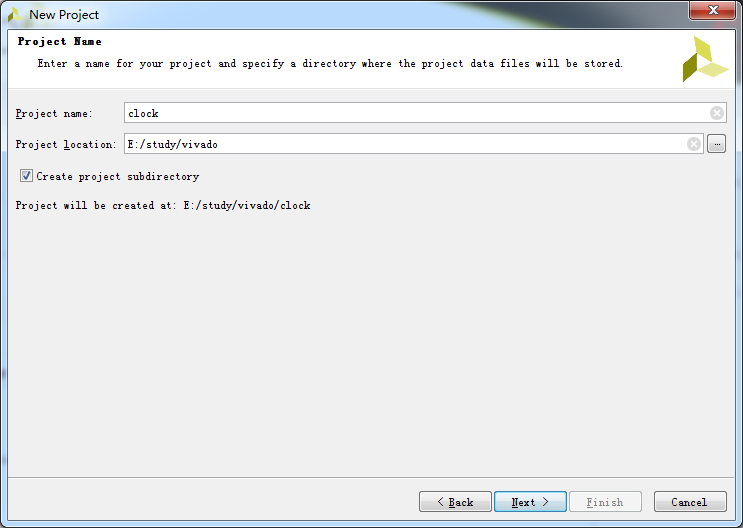 New Project
Project Name
Enter a name for your project and specify a directory where the project data files will be stored.
Project name: clock
Project location: E:/study/vivado ...
Create project subdirectory
Project will be created at: E:/study/vivado/clock
< Back Next > Finish Cancel